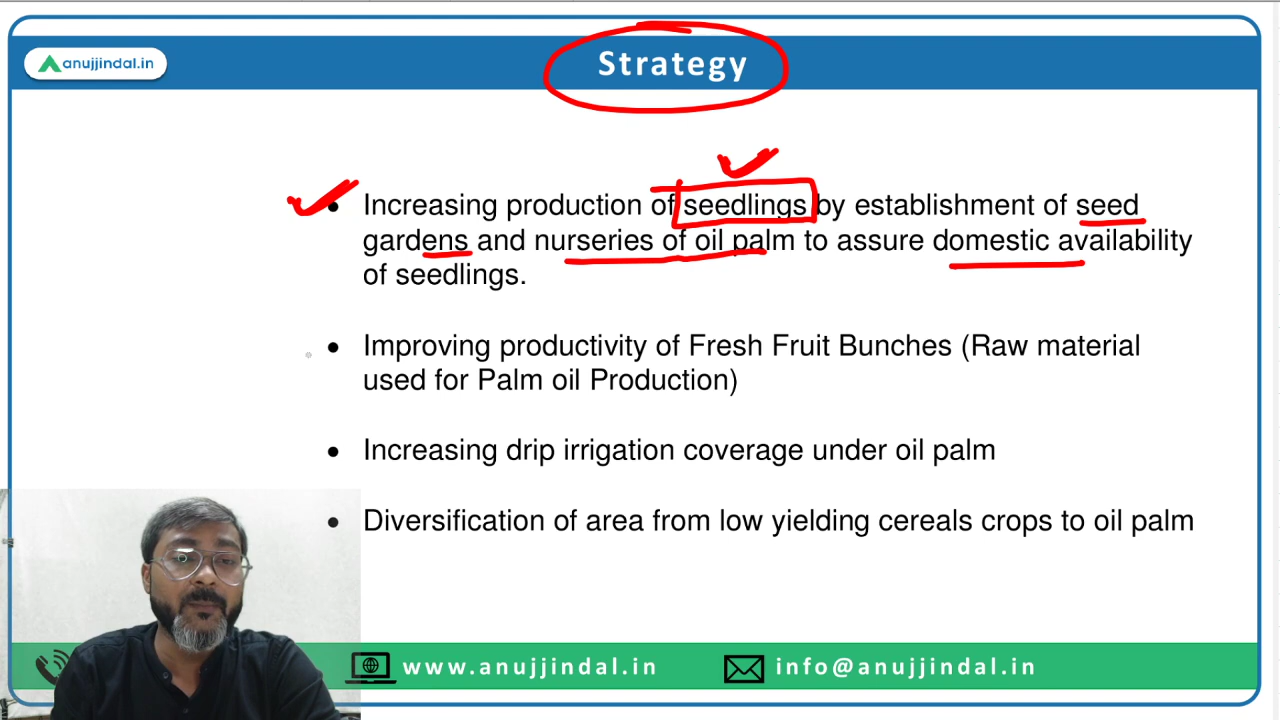 anujjindal.in
Strategy
• Increasing production of seedlings by establishment of seed
gardens and nurseries of oil palm to assure domestic availability
of seedlings.
• Improving productivity of Fresh Fruit Bunches (Raw material
used for Palm oil Production)
• Increasing drip irrigation coverage under oil palm
• Diversification of area from low yielding cereals crops to oil palm
www.anujjindal.in
info@anujjindal.in